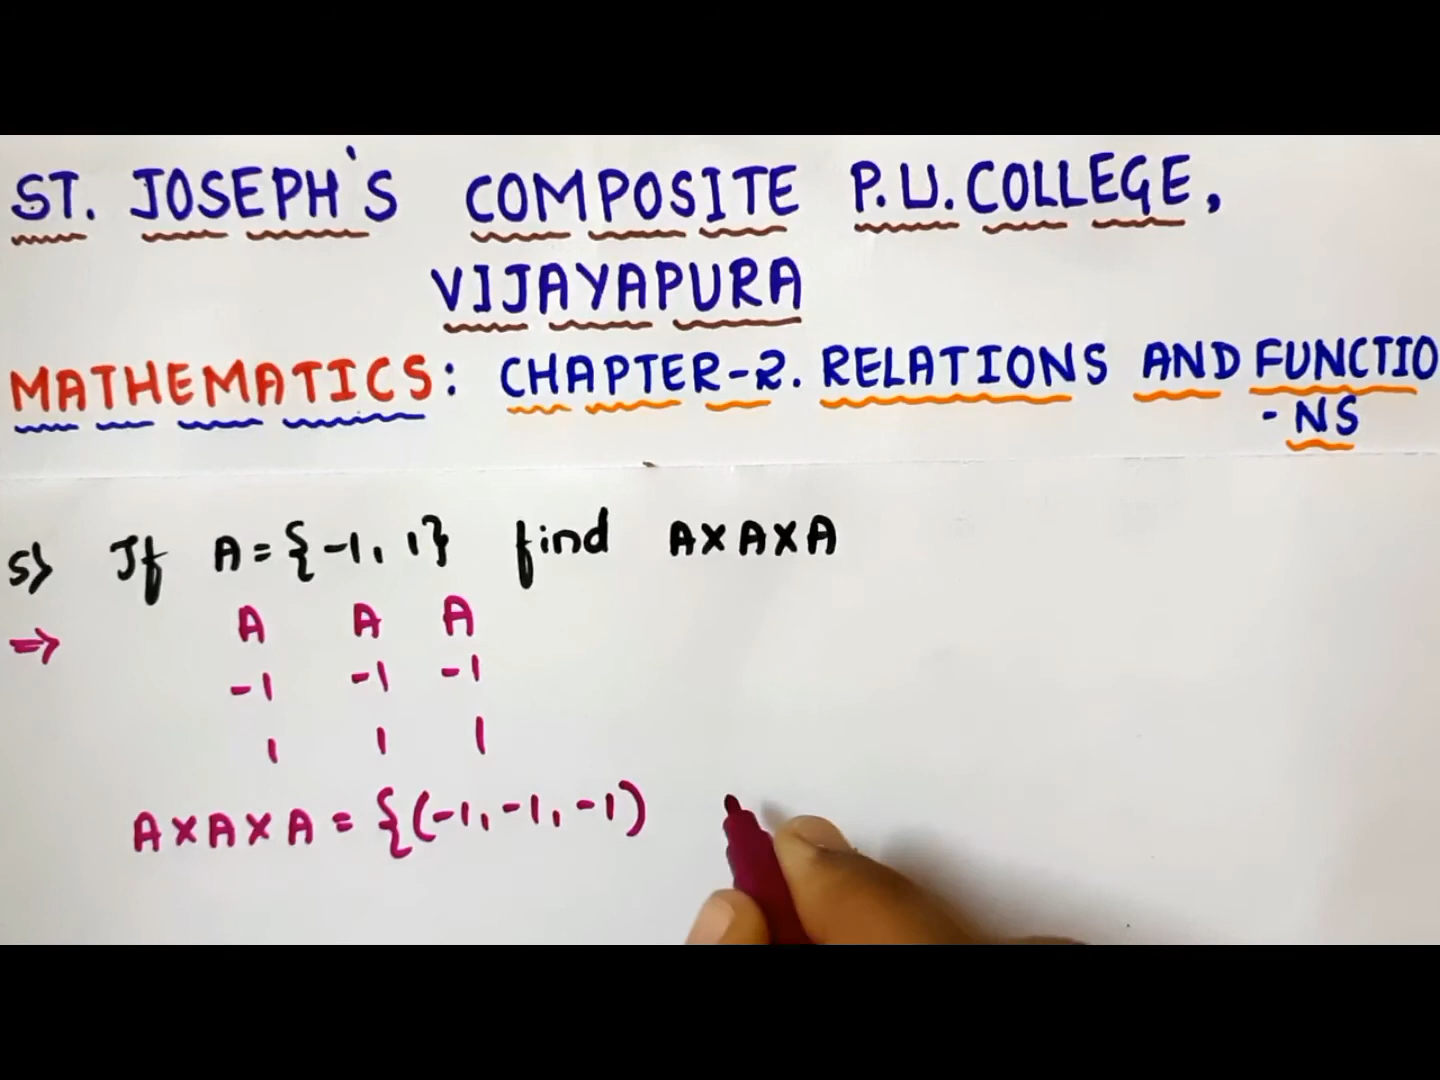 ST. JOSEPH'S COMPOSITE P.U.COLLEGE,
VIJAYAPURA
MATHEMATICS: CHAPTER-2. RELATIONS AND FUNCTIO
-NS
5) If A={-1, 1} find A×A×A
⇒ A A A
-1 -1 -1
1 1 1
A×A×A = {(-1,-1,-1)